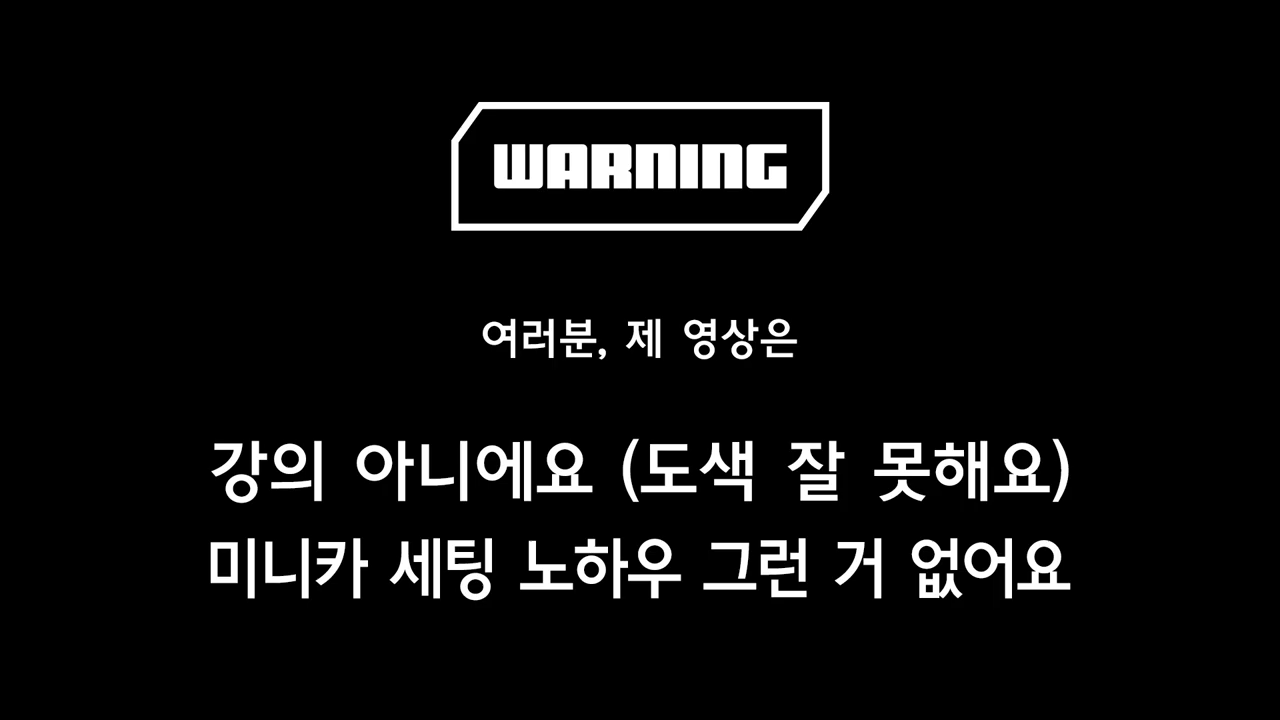 WARNING
여러분, 제 영상은
강의 아니에요 (도색 잘 못해요)
미니카 세팅 노하우 그런 거 없어요